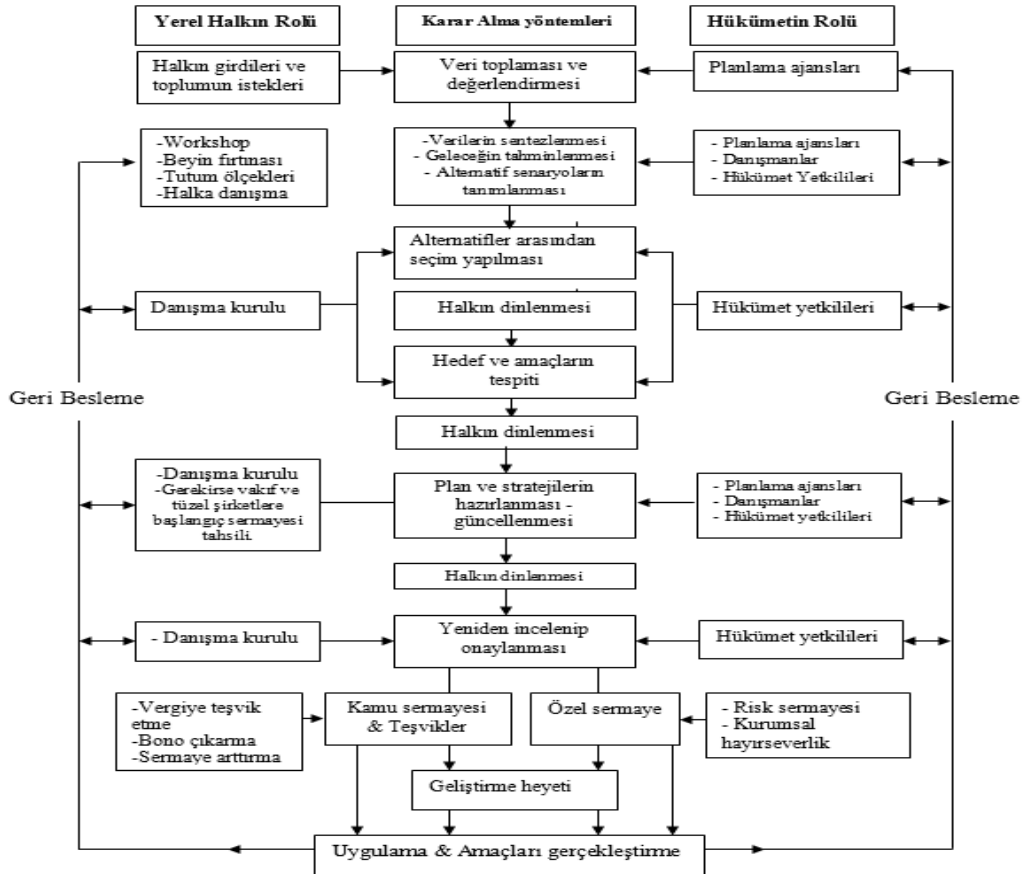 Yerel Halkın Rolü
Karar Alma yöntemleri
Hükümetin Rolü
Halkın girdileri ve
toplumun istekleri
Veri toplaması ve
değerlendirmesi
Planlama ajansları
-Workshop
-Beyin fırtınası
-Tutum ölçekleri
-Halka danışma
-Verilerin sentezlenmesi
- Geleceğin tahminlenmesi
- Alternatif senaryoların
tanımlanması
- Planlama ajansları
- Danışmanlar
- Hükümet Yetkilileri
Alternatifler arasından
seçim yapılması
Danışma kurulu
Halkın dinlenmesi
Hükümet yetkilileri
Hedef ve amaçların
tespiti
Geri Besleme
Geri Besleme
Halkın dinlenmesi
-Danışma kurulu
-Gerekirse vakıf ve
tüzel şirketlere
başlangıç sermayesi
tahsili.
Plan ve stratejilerin
hazırlanması -
güncellenmesi
- Planlama ajansları
- Danışmanlar
- Hükümet yetkilileri
Halkın dinlenmesi
- Danışma kurulu
Yeniden incelenip
onaylanması
Hükümet yetkilileri
-Vergiye teşvik
etme
-Bono çıkarma
-Sermaye arttırma
Kamu sermayesi
& Teşvikler
Özel sermaye
- Risk sermayesi
- Kurumsal
hayırseverlik
Geliştirme heyeti
Uygulama & Amaçları gerçekleştirme